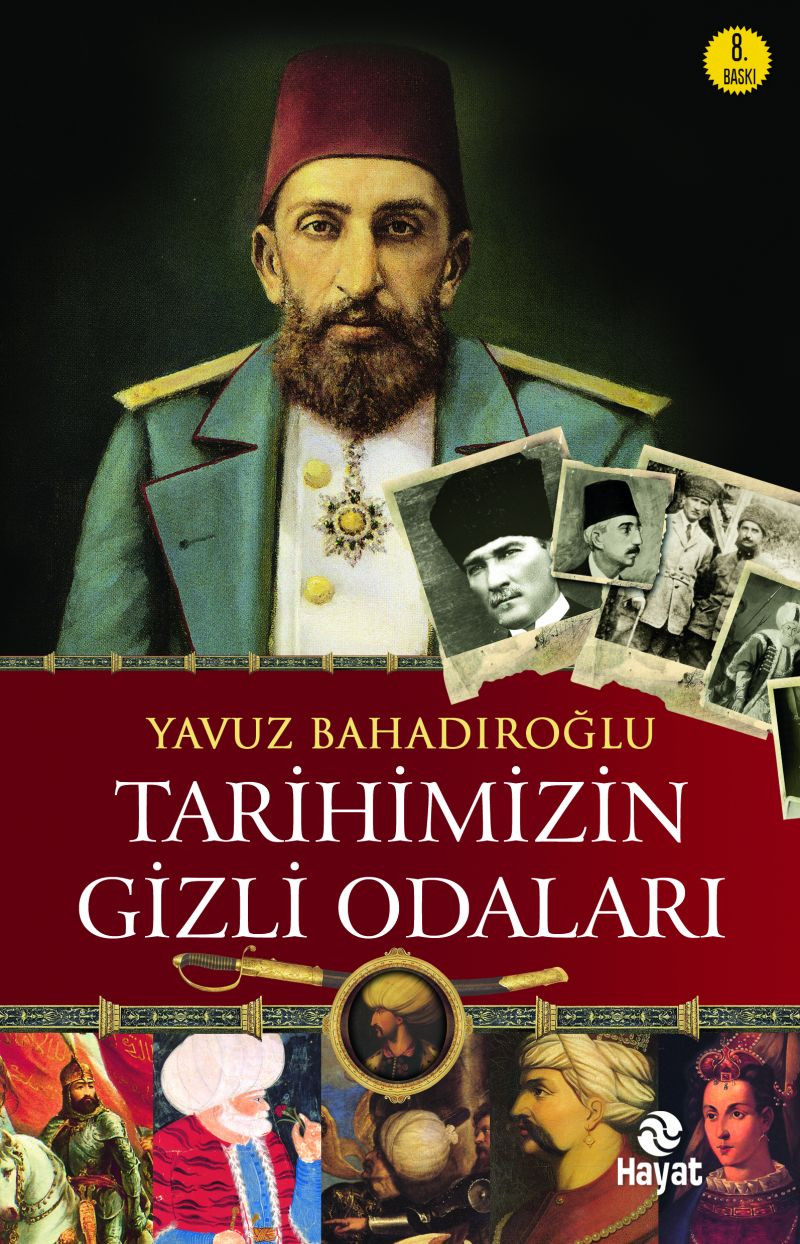 8.
BASKI
YAVUZ BAHADIROĞLU
TARİHİMİZİN
GİZLİ ODALARI
Hayat